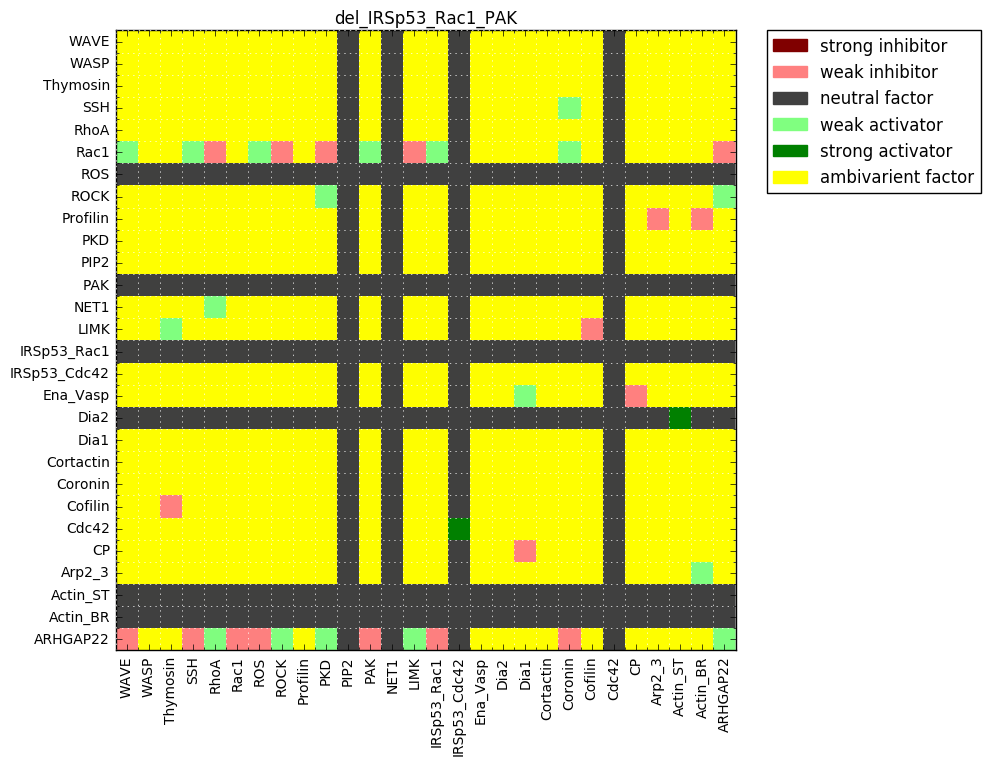 del_IRSp53_Rac1_PAK
WAVE
WASP
Thymosin
SSH
RhoA
Rac1
ROS
ROCK
Profilin
PKD
PIP2
PAK
NET1
LIMK
IRSp53_Rac1
IRSp53_Cdc42
Ena_Vasp
Dia2
Dia1
Cortactin
Coronin
Cofilin
Cdc42
CP
Arp2_3
Actin_ST
Actin_BR
ARHGAP22
WAVE
WASP
Thymosin
SSH
RhoA
Rac1
ROS
ROCK
Profilin
PKD
PIP2
PAK
NET1
LIMK
IRSp53_Rac1
IRSp53_Cdc42
Ena_Vasp
Dia2
Dia1
Cortactin
Coronin
Cofilin
Cdc42
CP
Arp2_3
Actin_ST
Actin_BR
ARHGAP22
strong inhibitor
weak inhibitor
neutral factor
weak activator
strong activator
ambivarient factor